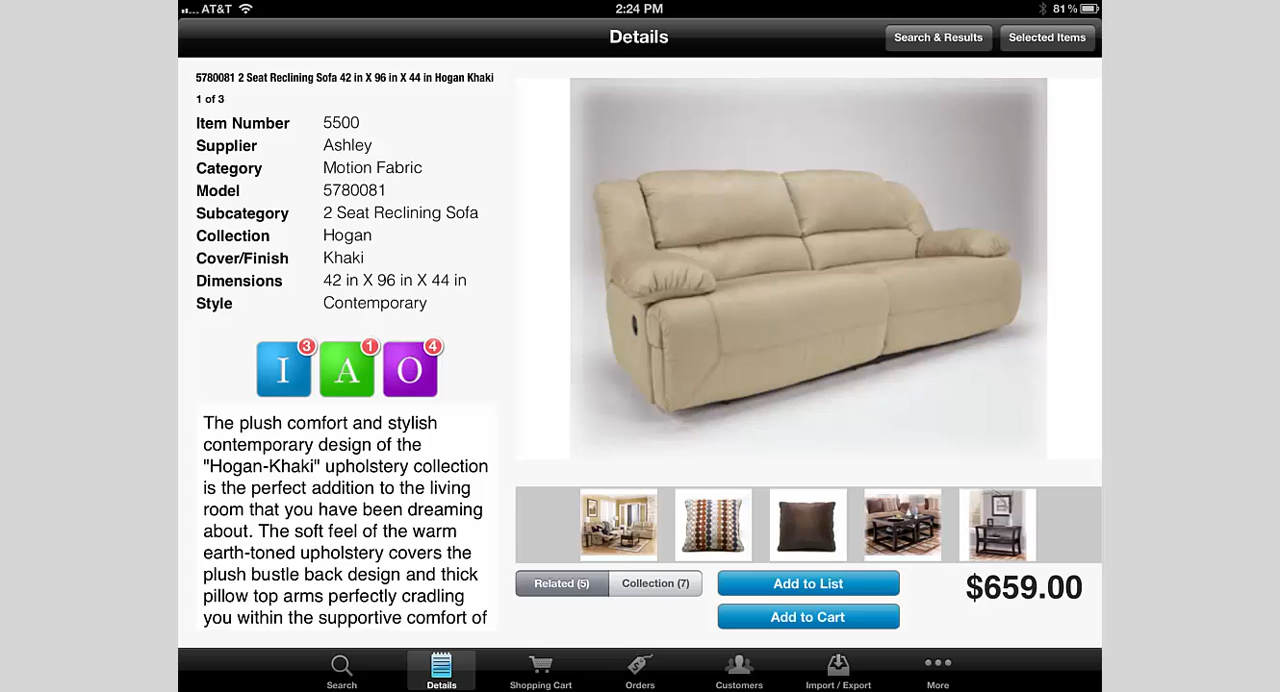 AT&T 2:24 PM 81%
Details
Search & Results
Selected Items
5780081 2 Seat Reclining Sofa 42 in X 96 in X 44 in Hogan Khaki
1 of 3
Item Number 5500
Supplier Ashley
Category Motion Fabric
Model 5780081
Subcategory 2 Seat Reclining Sofa
Collection Hogan
Cover/Finish Khaki
Dimensions 42 in X 96 in X 44 in
Style Contemporary
I 3 A 1 O 4
The plush comfort and stylish
contemporary design of the
"Hogan-Khaki" upholstery collection
is the perfect addition to the living
room that you have been dreaming
about. The soft feel of the warm
earth-toned upholstery covers the
plush bustle back design and thick
pillow top arms perfectly cradling
you within the supportive comfort of
Related (5)
Collection (7)
Add to List
Add to Cart
$659.00
Search
Details
Shopping Cart
Orders
Customers
Import / Export
More